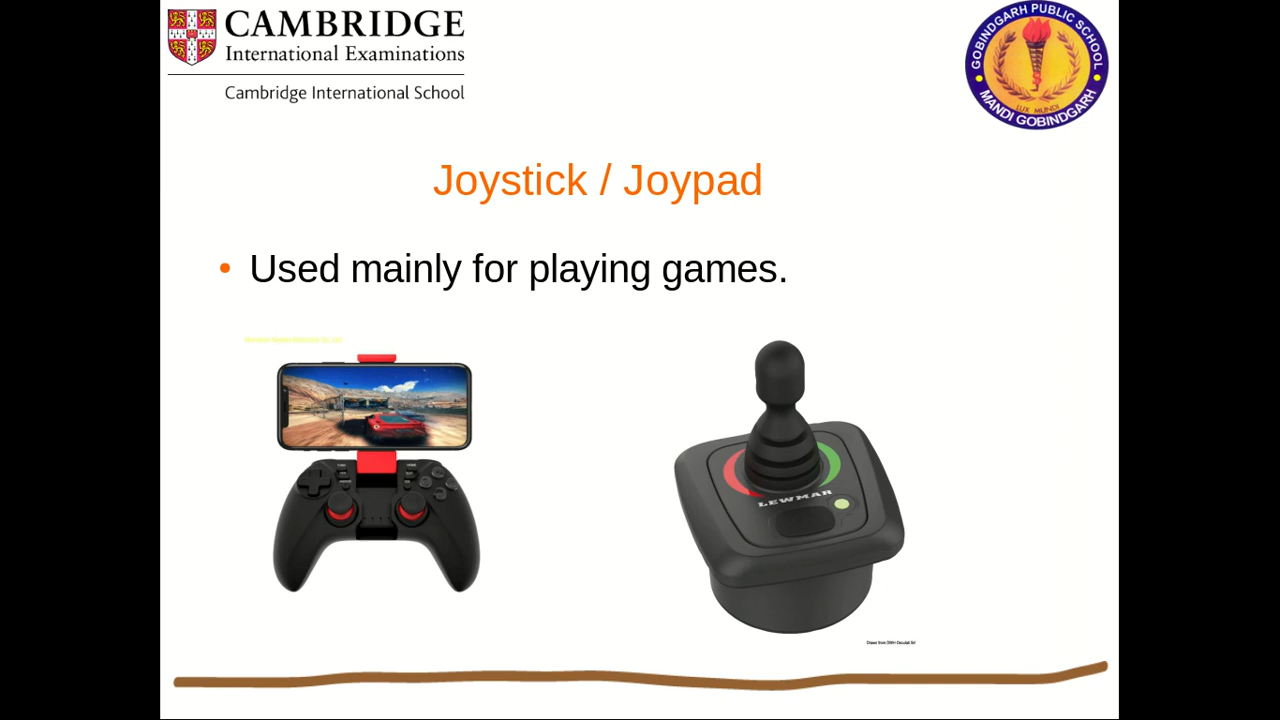 CAMBRIDGE
International Examinations
Cambridge International School
GOBINDGARH PUBLIC SCHOOL
LUX MUNDI
MANDI GOBINDGARH
Joystick / Joypad
• Used mainly for playing games.
LEWMAR